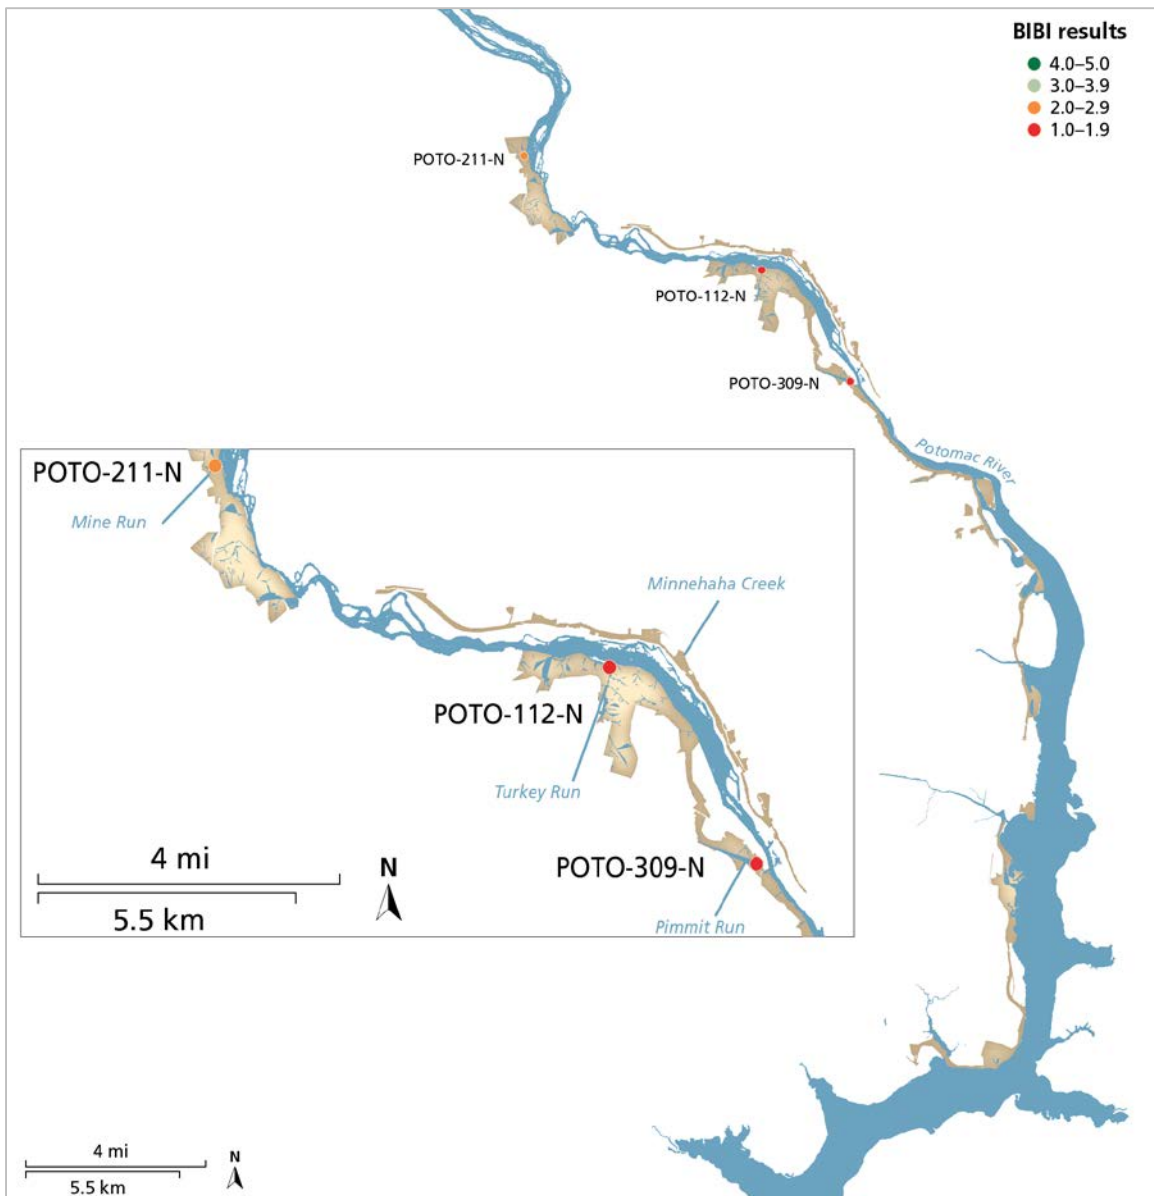 BIBI results
4.0–5.0
3.0–3.9
2.0–2.9
1.0–1.9
POTO-211-N
POTO-112-N
POTO-309-N
Potomac River
POTO-211-N
Mine Run
Minnehaha Creek
POTO-112-N
Turkey Run
POTO-309-N
Pimmit Run
4 mi
N
5.5 km
4 mi
N
5.5 km